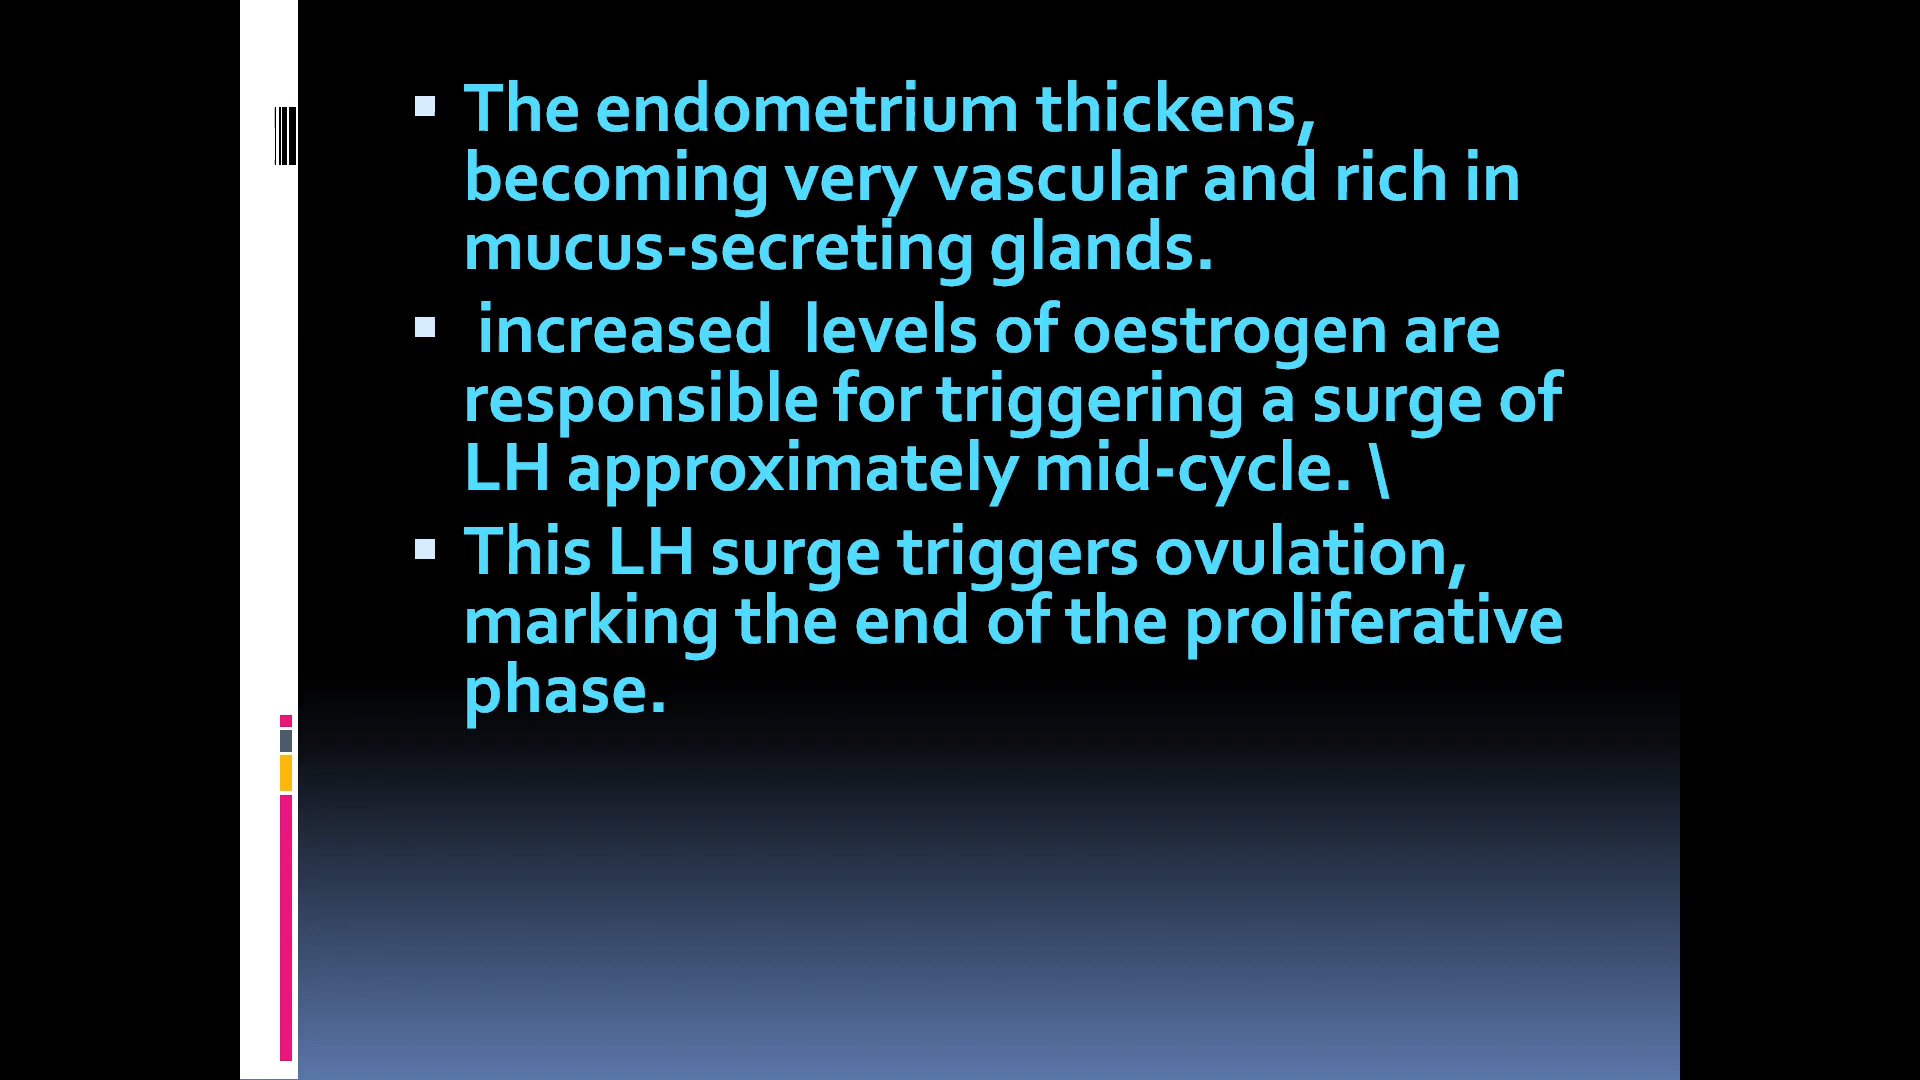 ▪ The endometrium thickens,
becoming very vascular and rich in
mucus-secreting glands.
▪ increased  levels of oestrogen are
responsible for triggering a surge of
LH approximately mid-cycle. \
▪ This LH surge triggers ovulation,
marking the end of the proliferative
phase.